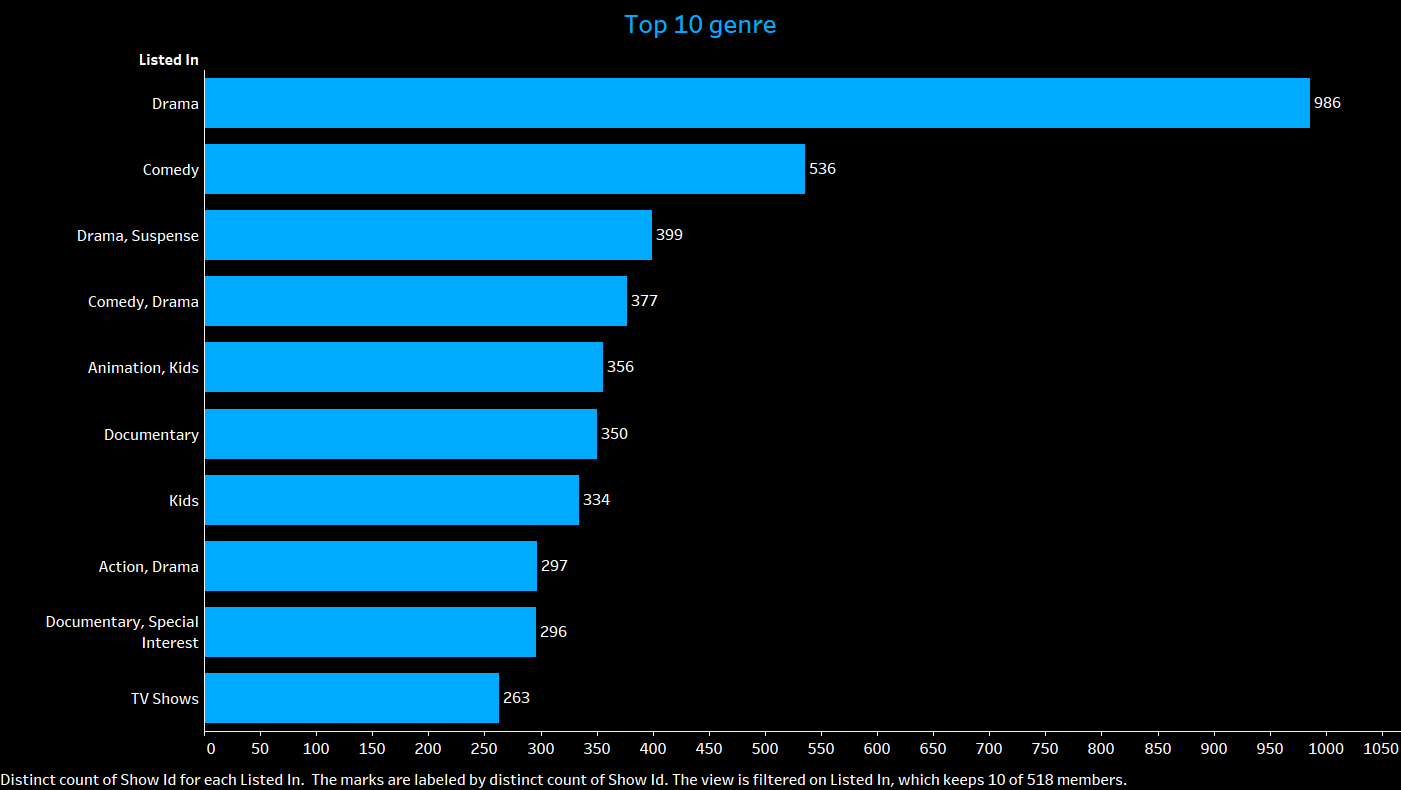 Top 10 genre
Listed In
Drama 986
Comedy 536
Drama, Suspense 399
Comedy, Drama 377
Animation, Kids 356
Documentary 350
Kids 334
Action, Drama 297
Documentary, Special
Interest 296
TV Shows 263
0 50 100 150 200 250 300 350 400 450 500 550 600 650 700 750 800 850 900 950 1000 1050
Distinct count of Show Id for each Listed In.  The marks are labeled by distinct count of Show Id. The view is filtered on Listed In, which keeps 10 of 518 members.